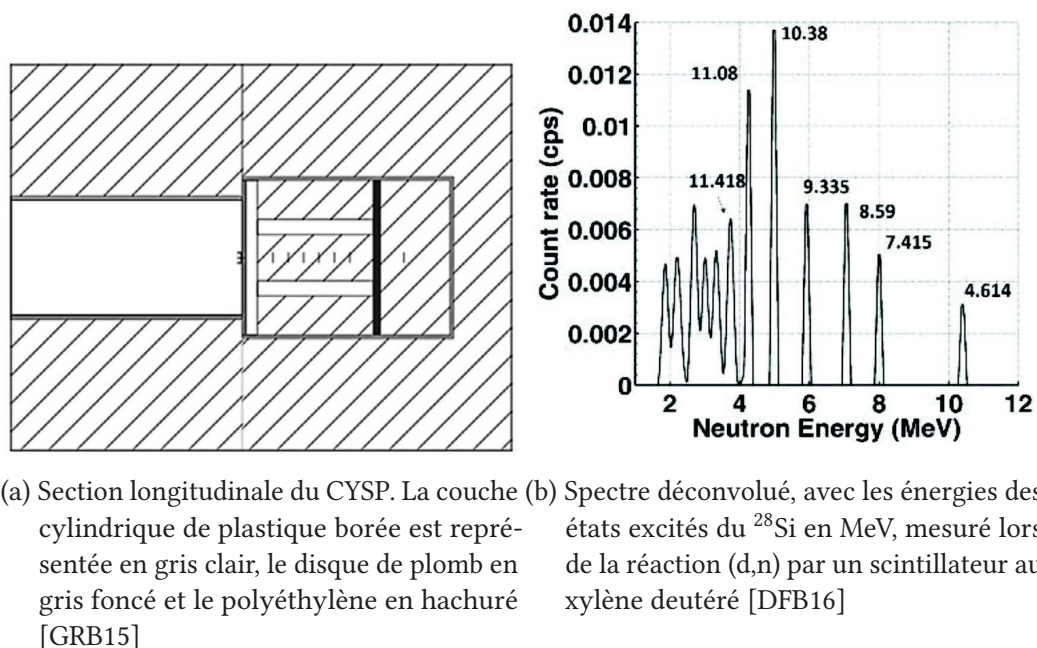 0.014
0.012
0.01
0.008
0.006
0.004
0.002
0
2 4 6 8 10 12
Count rate (cps)
Neutron Energy (MeV)
10.38
11.08
11.418
9.335
8.59
7.415
4.614
(a) Section longitudinale du CYSP. La couche
cylindrique de plastique borée est repré-
sentée en gris clair, le disque de plomb en
gris foncé et le polyéthylène en hachuré
[GRB15]
(b) Spectre déconvolué, avec les énergies des
états excités du ²⁸Si en MeV, mesuré lors
de la réaction (d,n) par un scintillateur au
xylène deutéré [DFB16]